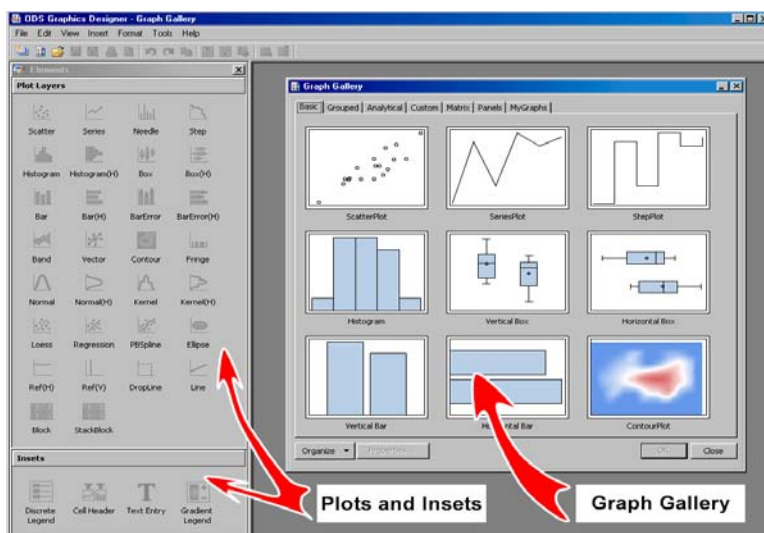 ODS Graphics Designer - Graph Gallery
File Edit View Insert Format Tools Help
Elements
Plot Layers
Scatter Series Needle Step
Histogram Histogram(H) Box Box(H)
Bar Bar(H) BarError BarError(H)
Band Vector Contour Fringe
Normal Normal(H) Kernel Kernel(H)
Loess Regression PBSpline Ellipse
Ref(H) Ref(V) DropLine Line
Block StackBlock
Insets
Discrete Legend Cell Header Text Entry Gradient Legend
Graph Gallery
Basic Grouped Analytical Custom Matrix Panels MyGraphs
ScatterPlot SeriesPlot StepPlot
Histogram Vertical Box Horizontal Box
Vertical Bar Horizontal Bar ContourPlot
Organize Properties... OK Close
Plots and Insets
Graph Gallery